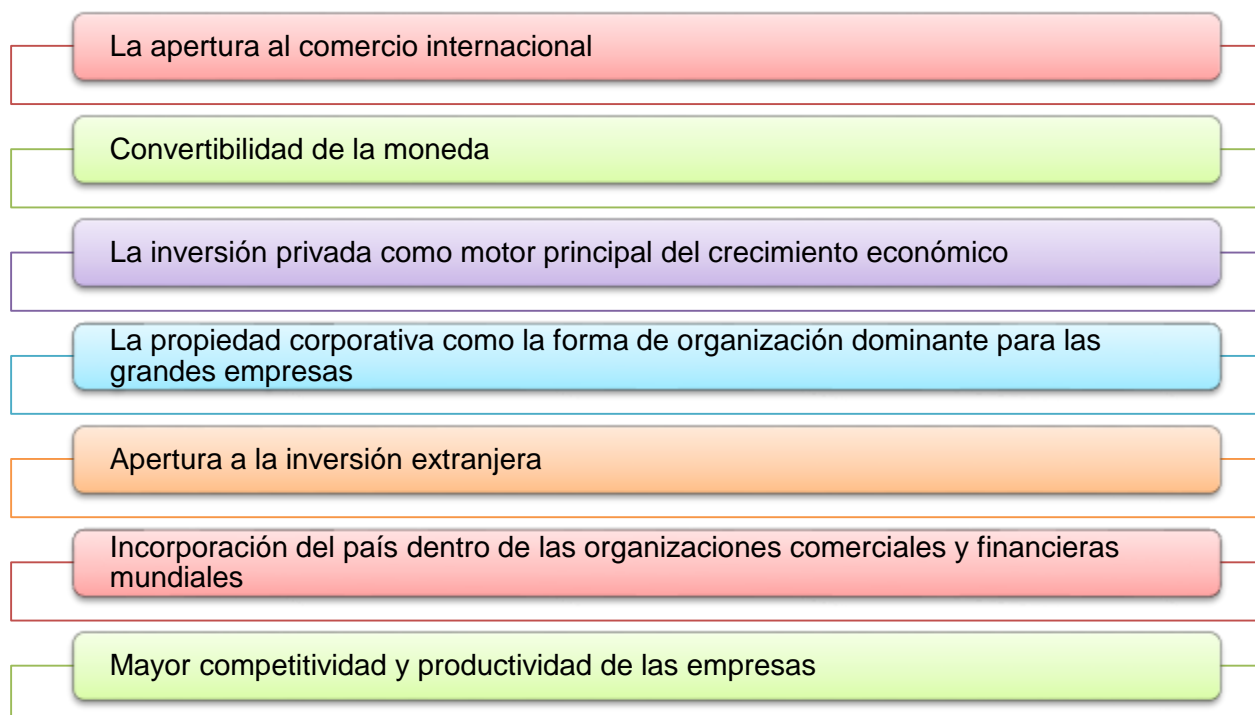 La apertura al comercio internacional
Convertibilidad de la moneda
La inversión privada como motor principal del crecimiento económico
La propiedad corporativa como la forma de organización dominante para las
grandes empresas
Apertura a la inversión extranjera
Incorporación del país dentro de las organizaciones comerciales y financieras
mundiales
Mayor competitividad y productividad de las empresas